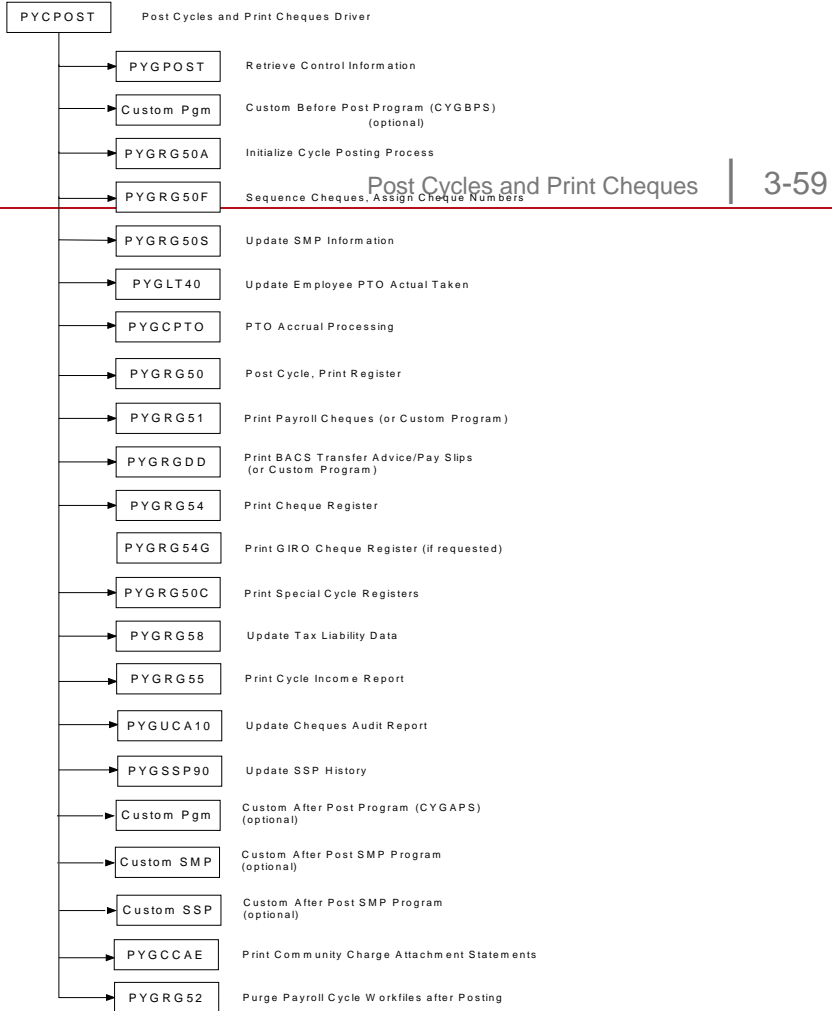 PYCPOST Post Cycles and Print Cheques Driver
PYGPOST Retrieve Control Information
Custom Pgm Custom Before Post Program (CYGBPS)
(optional)
PYGRG50A Initialize Cycle Posting Process
Post Cycles and Print Cheques | 3-59
PYGRG50F Sequence Cheques, Assign Cheque Numbers
PYGRG50S Update SMP Information
PYGLT40 Update Employee PTO Actual Taken
PYGCPTO PTO Accrual Processing
PYGRG50 Post Cycle, Print Register
PYGRG51 Print Payroll Cheques (or Custom Program)
PYGRGDD Print BACS Transfer Advice/Pay Slips
(or Custom Program)
PYGRG54 Print Cheque Register
PYGRG54G Print GIRO Cheque Register (if requested)
PYGRG50C Print Special Cycle Registers
PYGRG58 Update Tax Liability Data
PYGRG55 Print Cycle Income Report
PYGUCA10 Update Cheques Audit Report
PYGSSP90 Update SSP History
Custom Pgm Custom After Post Program (CYGAPS)
(optional)
Custom SMP Custom After Post SMP Program
(optional)
Custom SSP Custom After Post SMP Program
(optional)
PYGCCAE Print Community Charge Attachment Statements
PYGRG52 Purge Payroll Cycle Workfiles after Posting